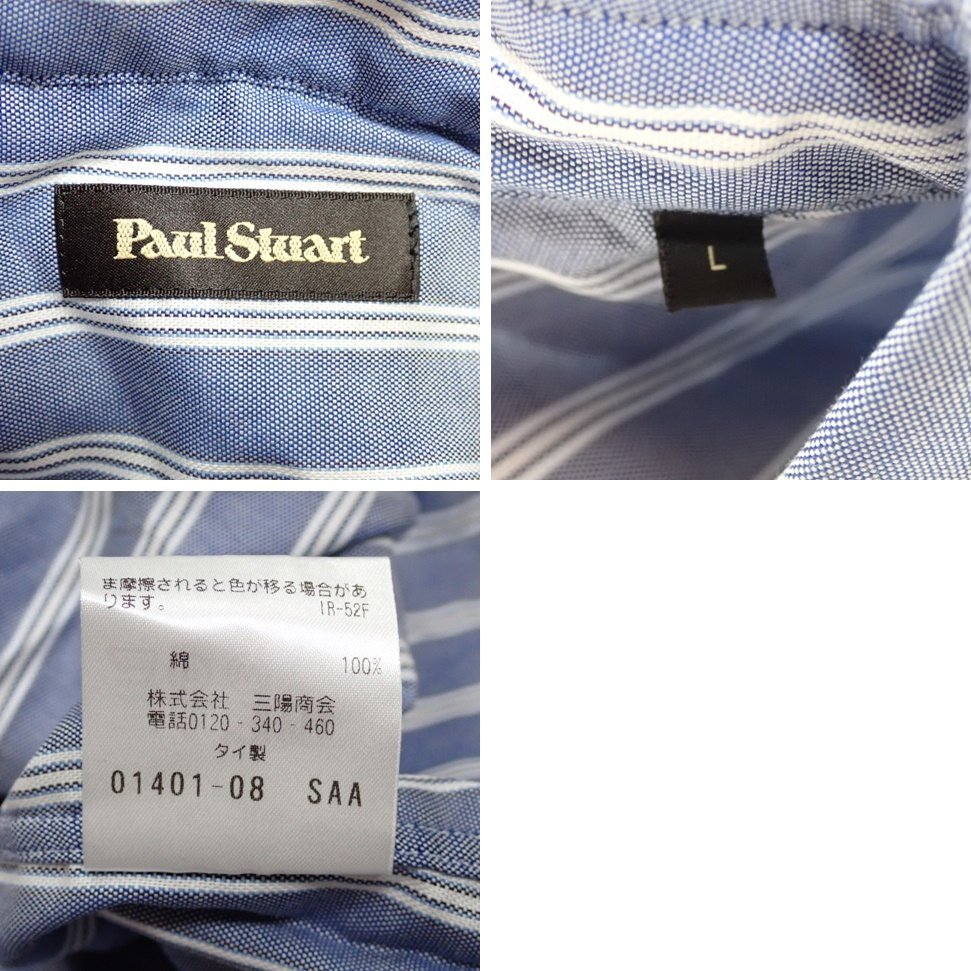 Paul Stuart
L
ま摩擦されると色が移る場合があ
ります。 IR-52F
綿 100%
株式会社 三陽商会
電話0120-340-460
タイ製
01401-08 SAA